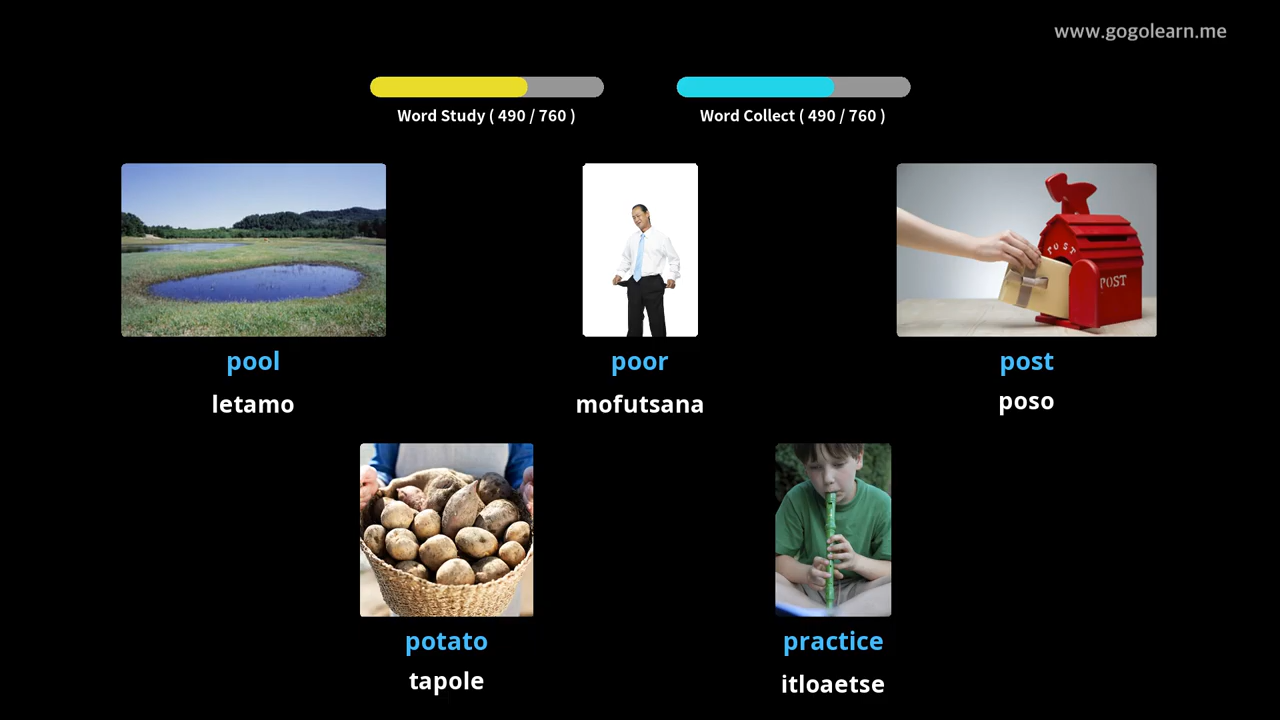 www.gogolearn.me
Word Study ( 490 / 760 )
Word Collect ( 490 / 760 )
POST
POST
pool
poor
post
letamo
mofutsana
poso
potato
practice
tapole
itloaetse